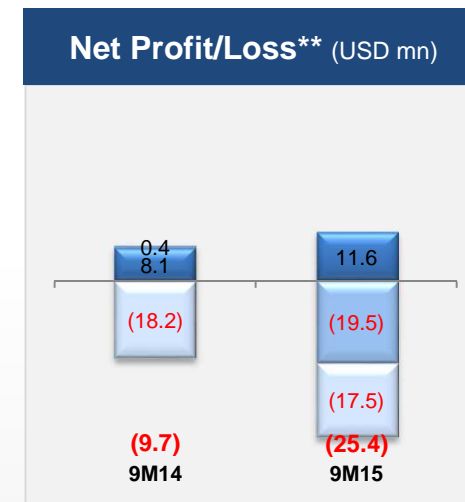 Net Profit/Loss** (USD mn)
0.4
8.1
11.6
(18.2)
(19.5)
(17.5)
(9.7)
(25.4)
9M14
9M15